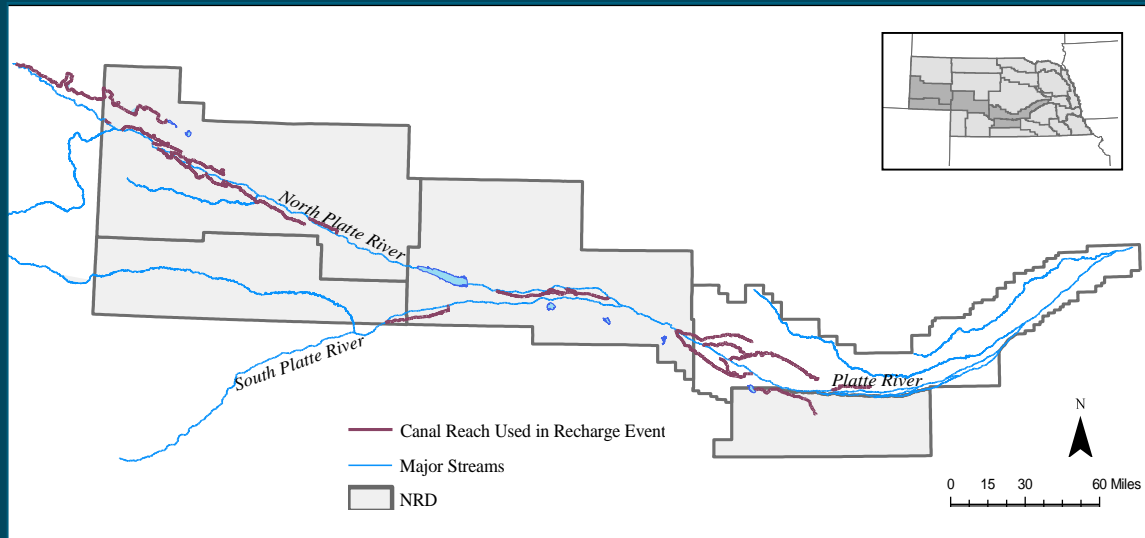 North Platte River
South Platte River
Platte River
Canal Reach Used in Recharge Event
Major Streams
NRD
N
0 15 30 60 Miles